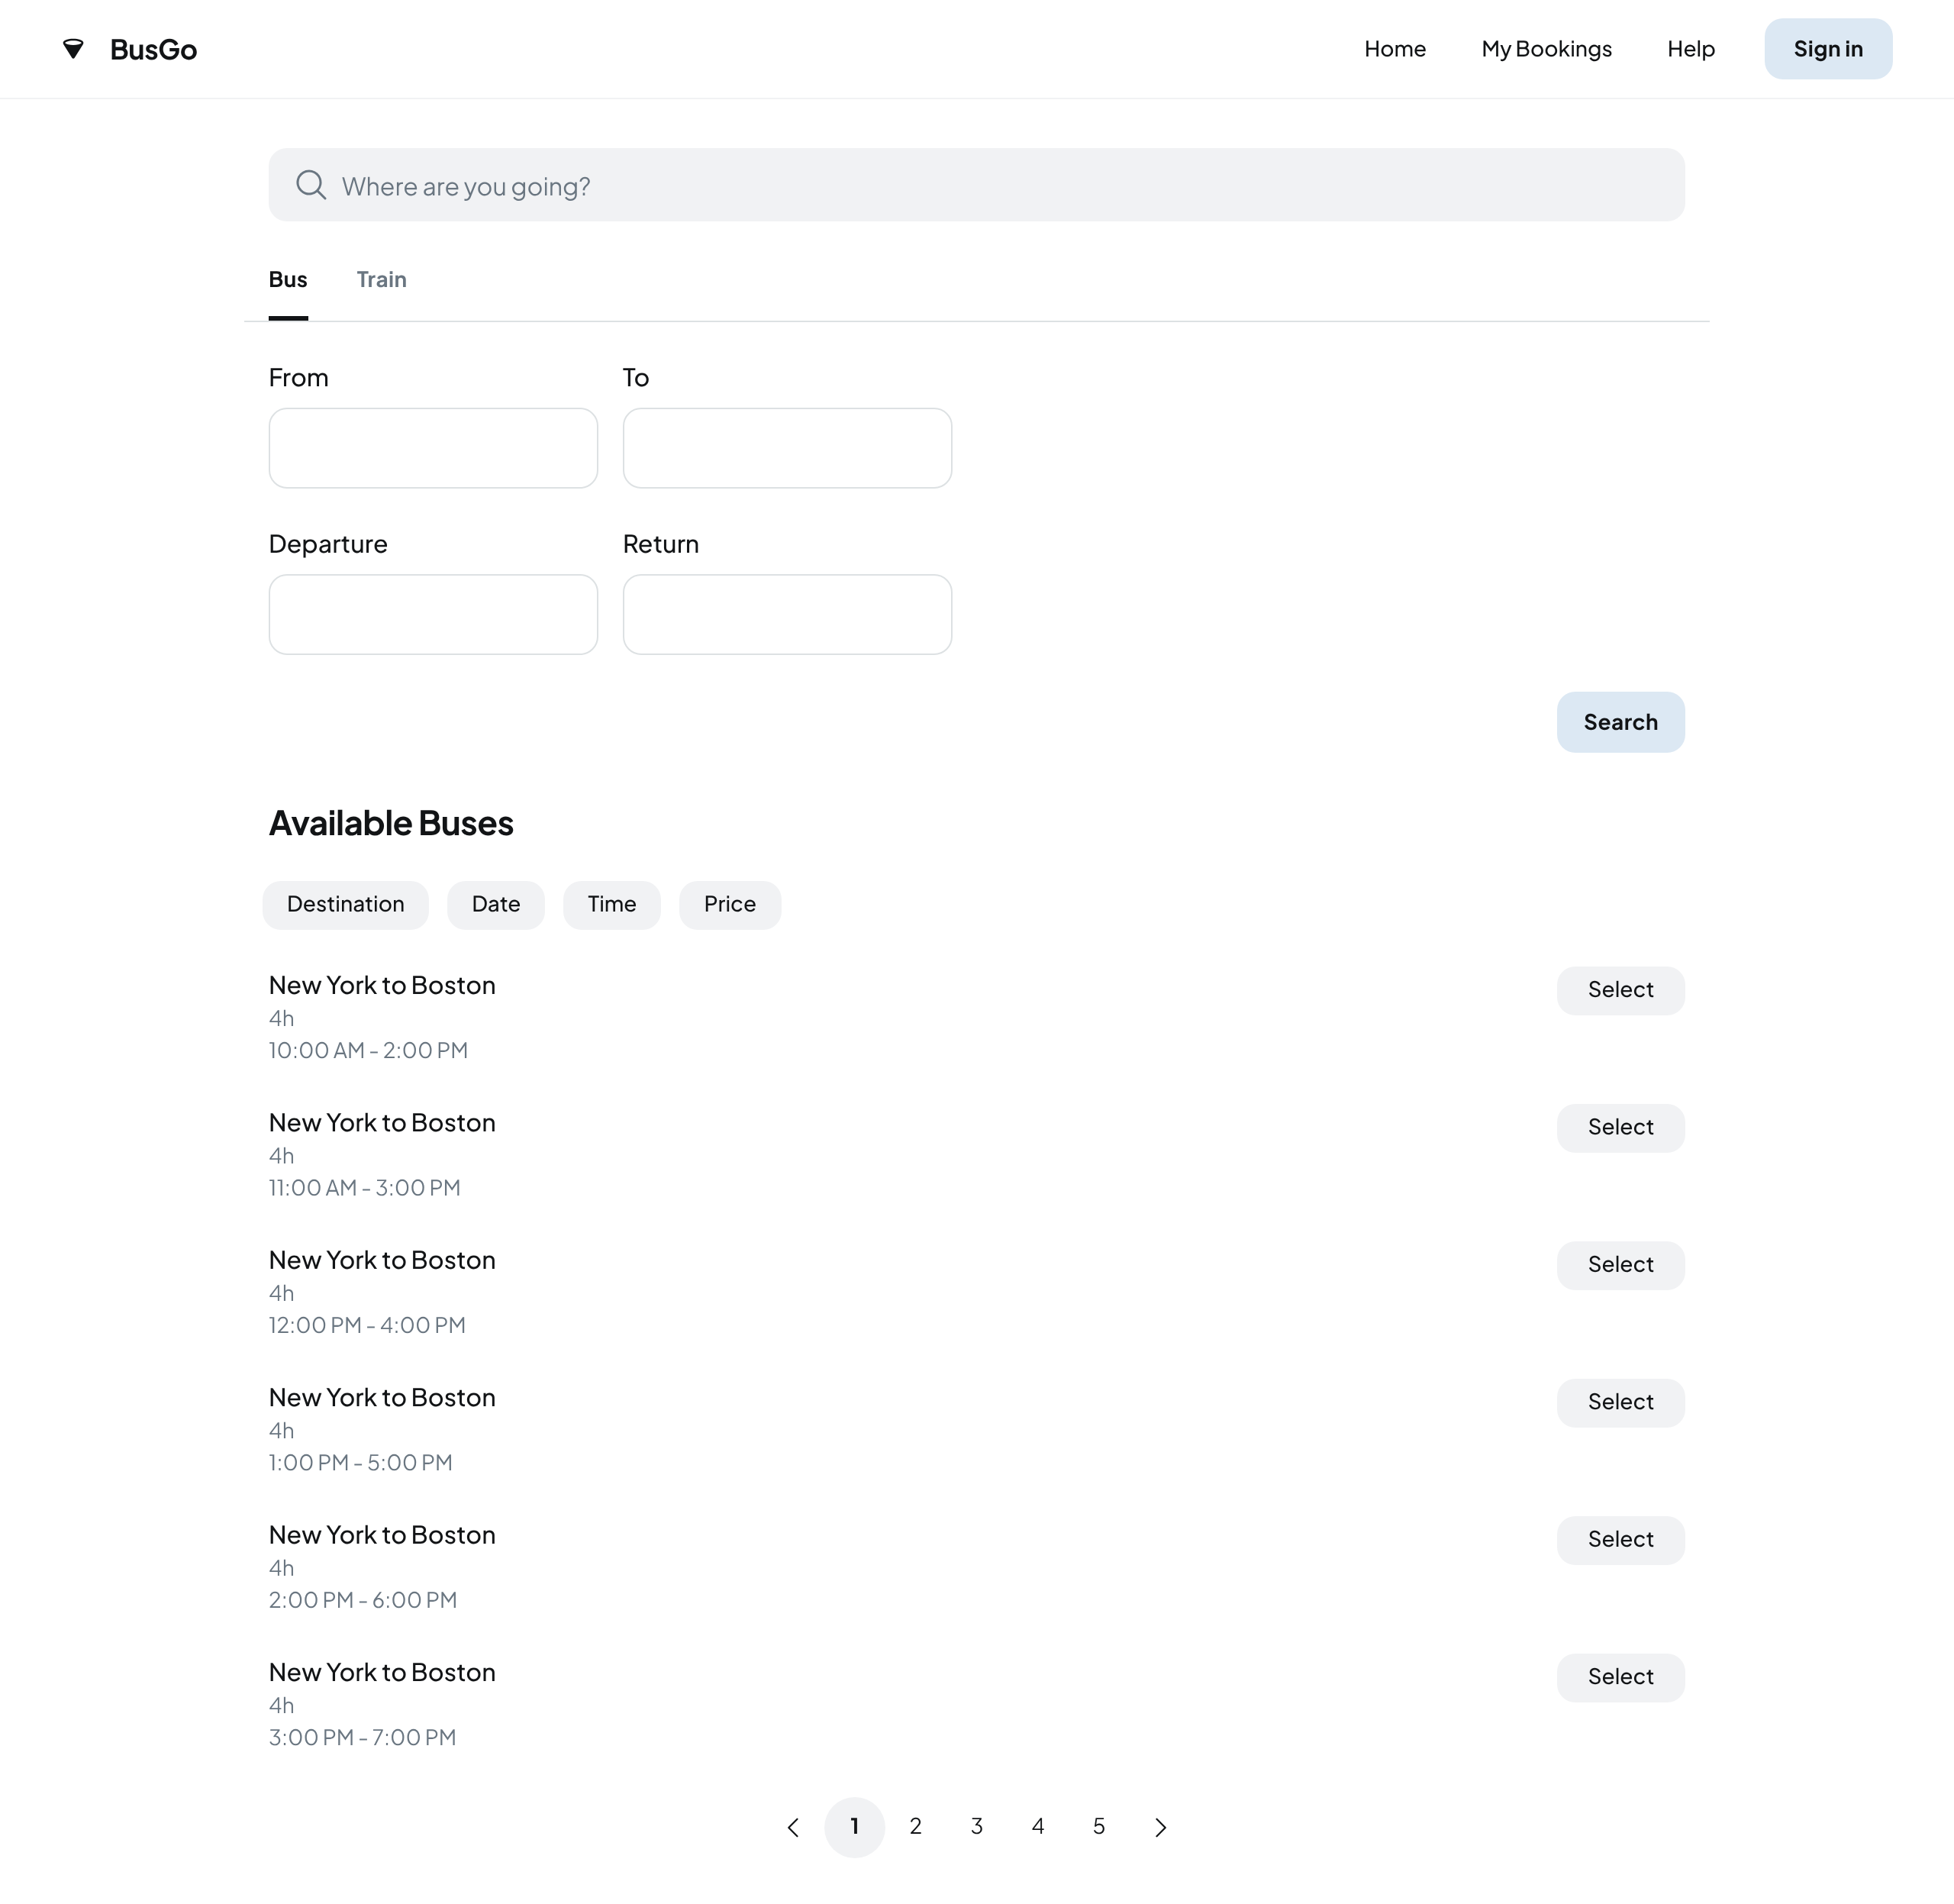 BusGo
Home
My Bookings
Help
Sign in
Where are you going?
Bus
Train
From
To
Departure
Return
Search
Available Buses
Destination
Date
Time
Price
New York to Boston
Select
4h
10:00 AM - 2:00 PM
New York to Boston
Select
4h
11:00 AM - 3:00 PM
New York to Boston
Select
4h
12:00 PM - 4:00 PM
New York to Boston
Select
4h
1:00 PM - 5:00 PM
New York to Boston
Select
4h
2:00 PM - 6:00 PM
New York to Boston
Select
4h
3:00 PM - 7:00 PM
1 2 3 4 5